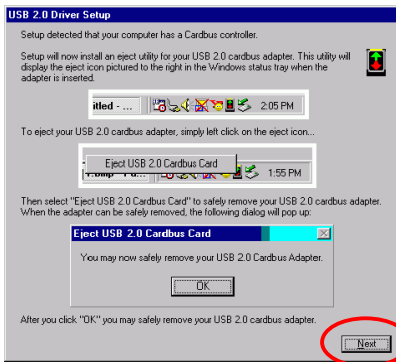 USB 2.0 Driver Setup
Setup detected that your computer has a Cardbus controller.
Setup will now install an eject utility for your USB 2.0 cardbus adapter. This utility will
display the eject icon pictured to the right in the Windows status tray when the
adapter is inserted.
itled - ... 2:05 PM
To eject your USB 2.0 cardbus adapter, simply left click on the eject icon...
Eject USB 2.0 Cardbus Card
1:55 PM
Then select "Eject USB 2.0 Cardbus Card" to safely remove your USB 2.0 cardbus adapter.
When the adapter can be safely removed, the following dialog will pop up:
Eject USB 2.0 Cardbus Card
You may now safely remove your USB 2.0 Cardbus Adapter.
OK
After you click "OK" you may safely remove your USB 2.0 cardbus adapter.
Next